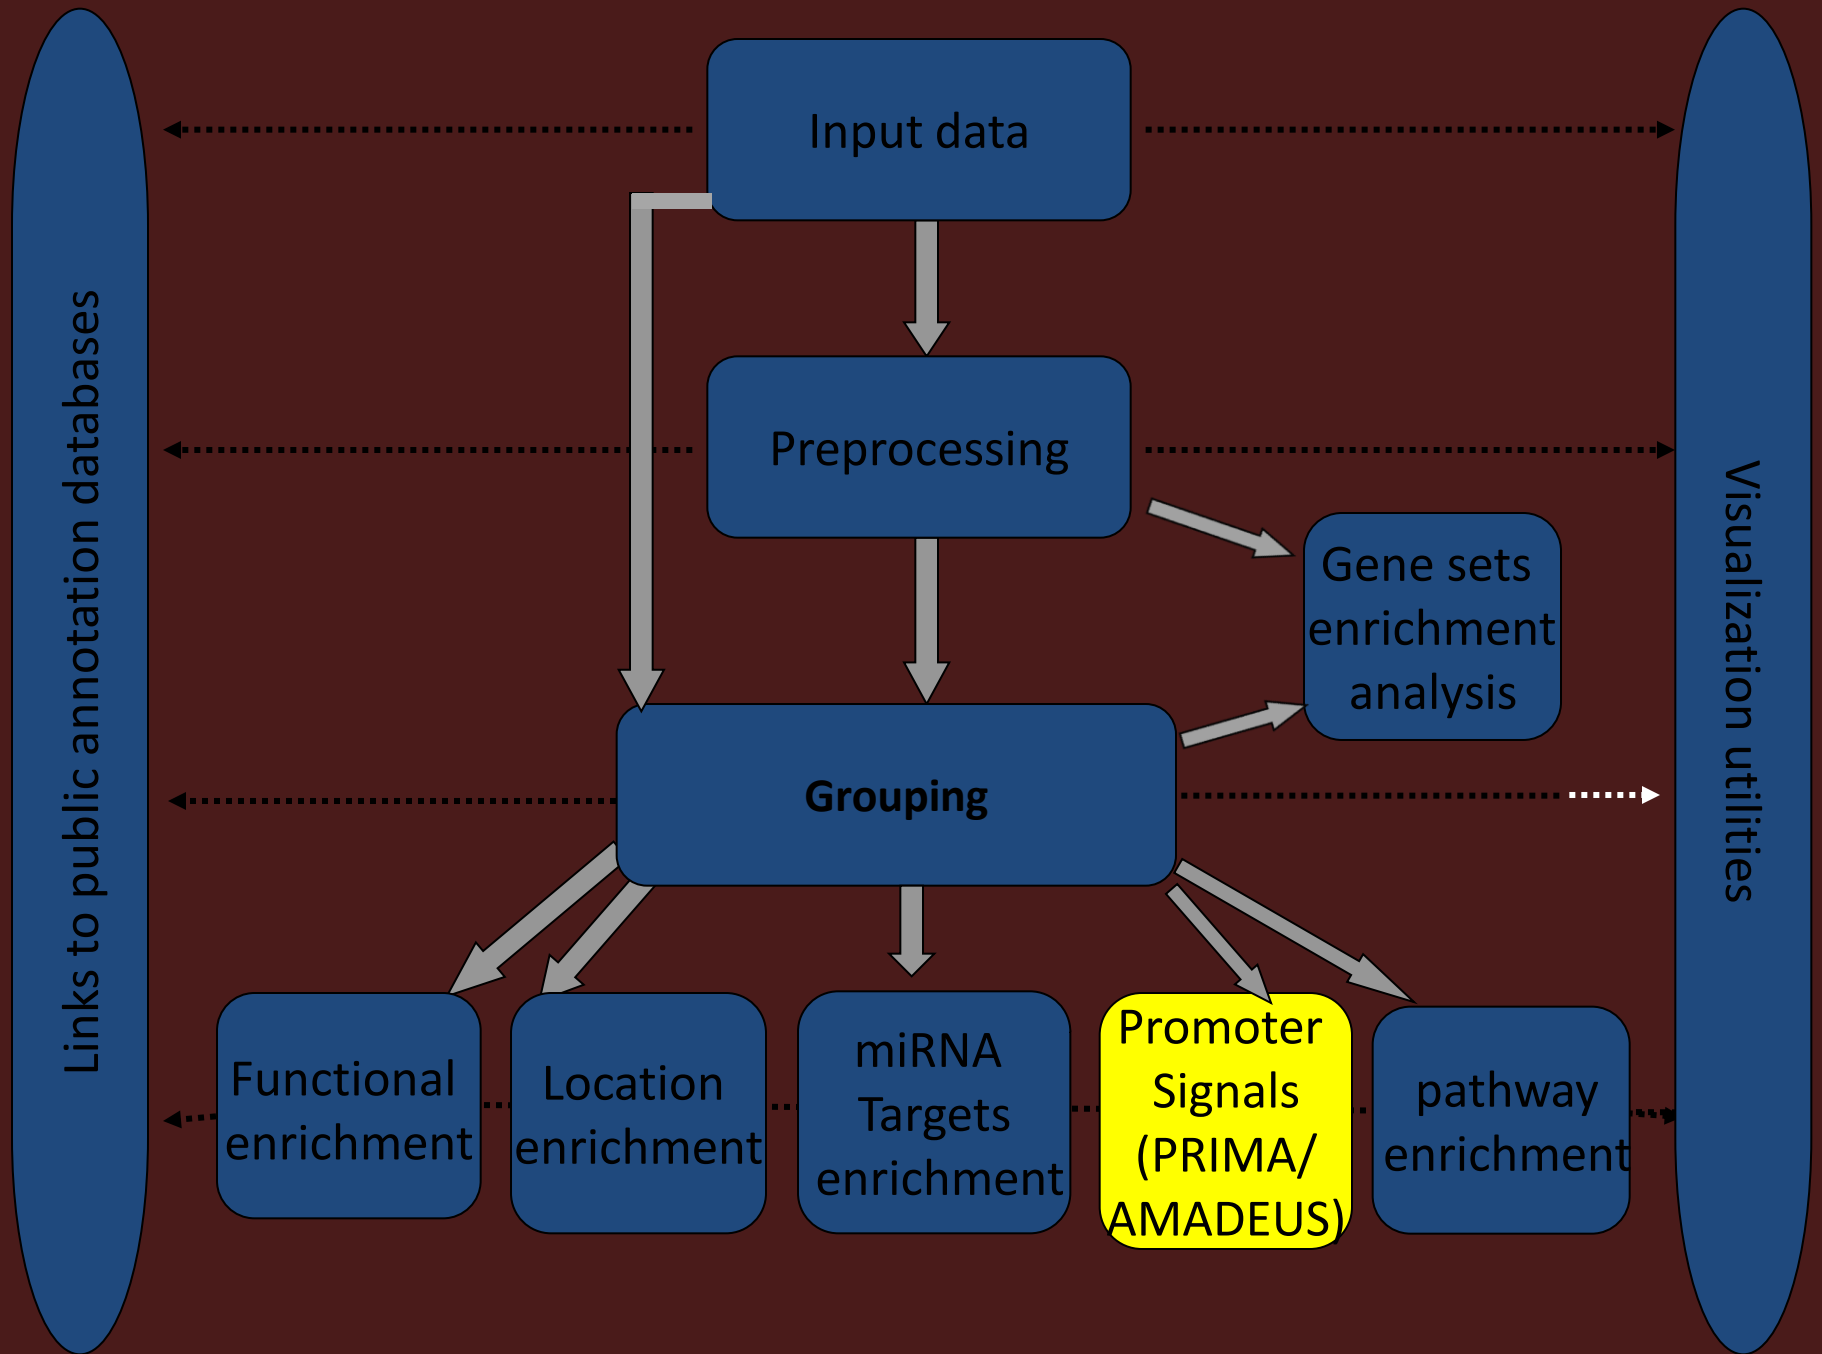 Links to public annotation databases
Input data
Preprocessing
Gene sets
enrichment
analysis
Visualization utilities
Grouping
Functional
enrichment
Location
enrichment
miRNA
Targets
enrichment
Promoter
Signals
(PRIMA/
AMADEUS)
pathway
enrichment